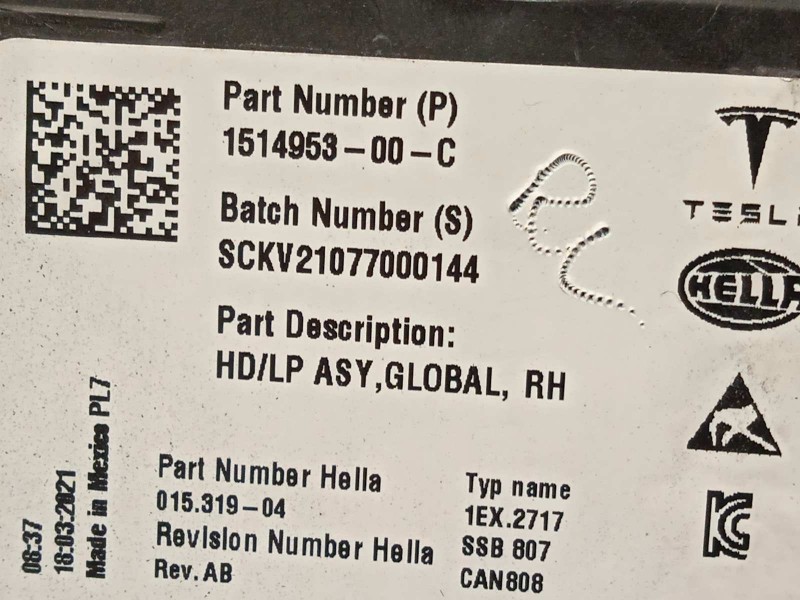 Part Number (P)
1514953-00-C
Batch Number (S)
SCKV21077000144
Part Description:
HD/LP ASY,GLOBAL, RH
Part Number Hella
015.319-04
Revision Number Hella
Rev.AB
Typ name
1EX.2717
SSB 807
CAN808
TESL
HELLA
08:37
18:03:2021
Made in Mexico PL7